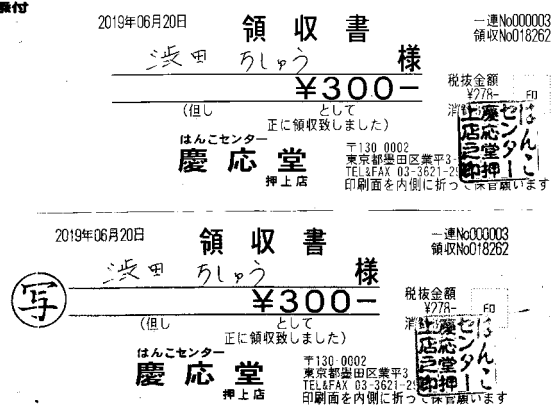 添付
2019年06月20日
領収書
一連No000003
領収No018262
渋田 ちしゅう 様
¥300-
税抜金額
¥278-
印
(但し として
正に領収致しました)
はんこセンター
慶応堂
押上店
〒130-0002
東京都墨田区業平3-
TEL&FAX 03-3621-29
印刷面を内側に折って保管願います
はんこ
センター
慶応堂押
上店之印
2019年06月20日
領収書
一連No000003
領収No018262
写
渋田 ちしゅう 様
¥300-
税抜金額
¥278-
印
(但し として
正に領収致しました)
はんこセンター
慶応堂
押上店
〒130-0002
東京都墨田区業平3-
TEL&FAX 03-3621-29
印刷面を内側に折って保管願います
はんこ
センター
慶応堂押
上店之印